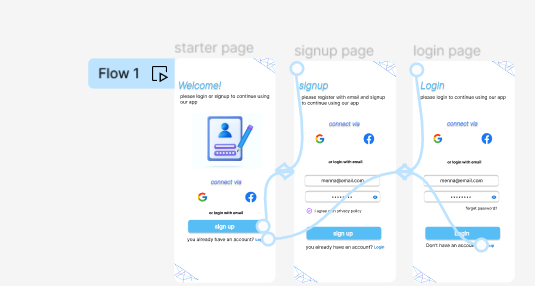 starter page
signup page
login page
Flow 1
Welcome!
please login or signup to continue using
our app
connect via
or login with email
sign up
you already have an account?
signup
please register with email and signup
to continue using our app
connect via
or login with email
menna@email.com
I agree privacy policy
sign up
you already have an account? Login
Login
please login to continue using our app
connect via
or login with email
menna@email.com
forget password?
Login
Don't have an